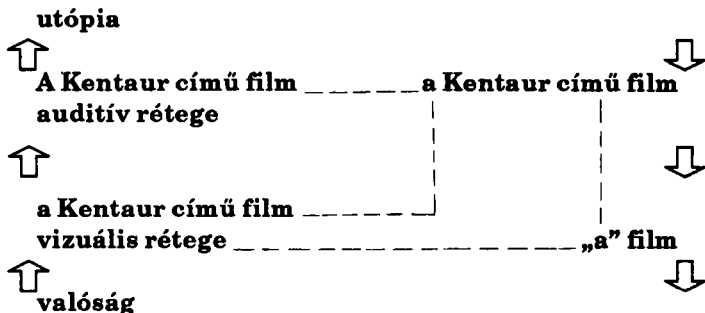 utópia
A Kentaur című film a Kentaur című film
auditív rétege
a Kentaur című film
vizuális rétege „a” film
valóság